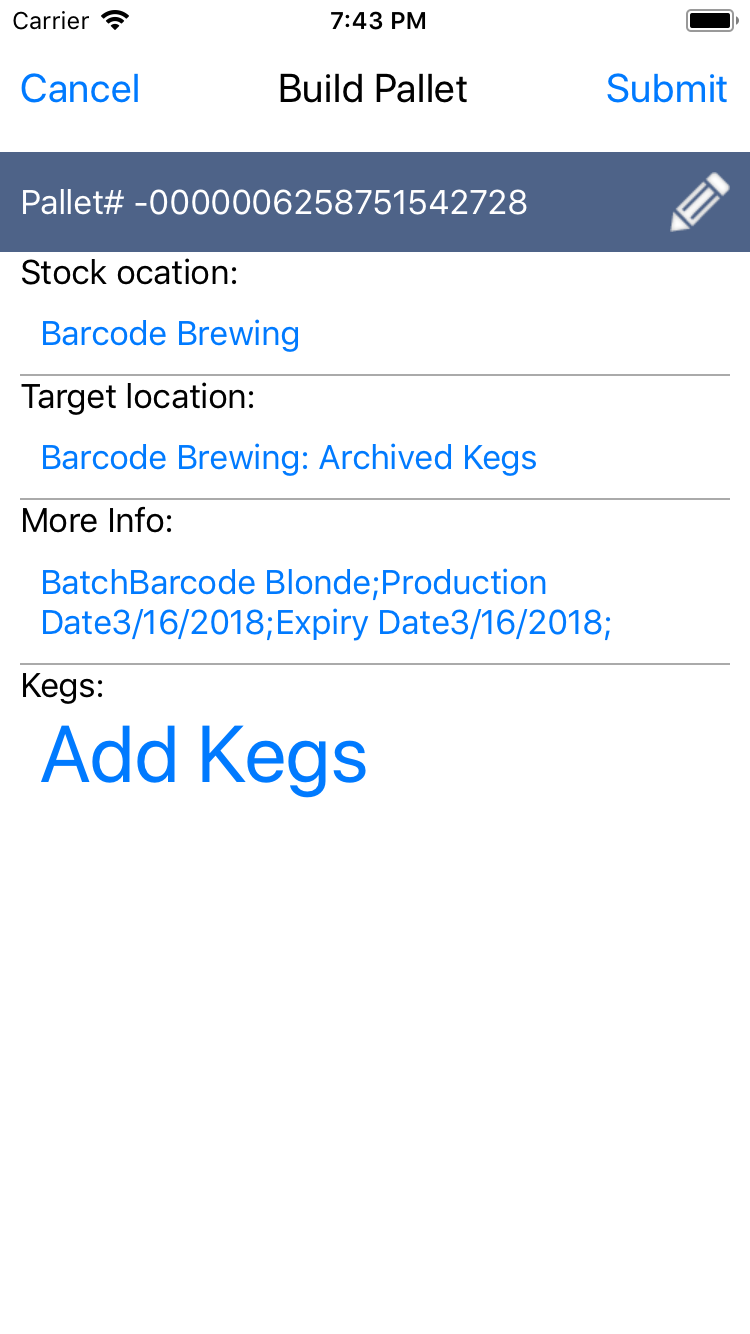 Carrier 7:43 PM
Cancel Build Pallet Submit
Pallet# -0000006258751542728
Stock ocation:
Barcode Brewing
Target location:
Barcode Brewing: Archived Kegs
More Info:
BatchBarcode Blonde;Production
Date3/16/2018;Expiry Date3/16/2018;
Kegs:
Add Kegs